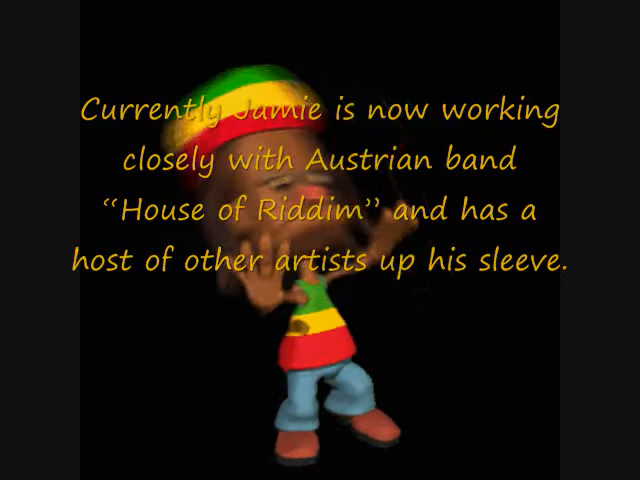 Currently Jamie is now working
closely with Austrian band
“House of Riddim” and has a
host of other artists up his sleeve.